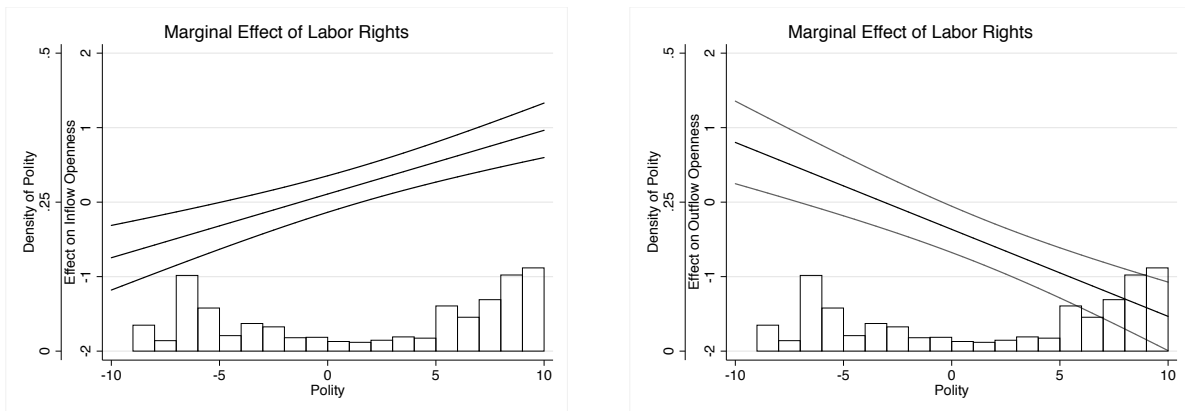 Marginal Effect of Labor Rights
Density of Polity
0 .25 .5
Effect on Inflow Openness
-2 -1 0 1 2
-10 -5 0 5 10
Polity
Marginal Effect of Labor Rights
Density of Polity
0 .25 .5
Effect on Outflow Openness
-2 -1 0 1 2
-10 -5 0 5 10
Polity